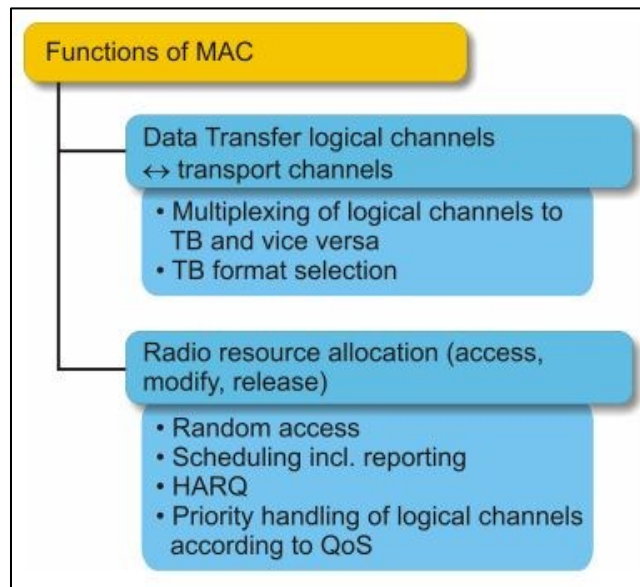 Functions of MAC
Data Transfer logical channels
↔ transport channels
• Multiplexing of logical channels to
TB and vice versa
• TB format selection
Radio resource allocation (access,
modify, release)
• Random access
• Scheduling incl. reporting
• HARQ
• Priority handling of logical channels
according to QoS